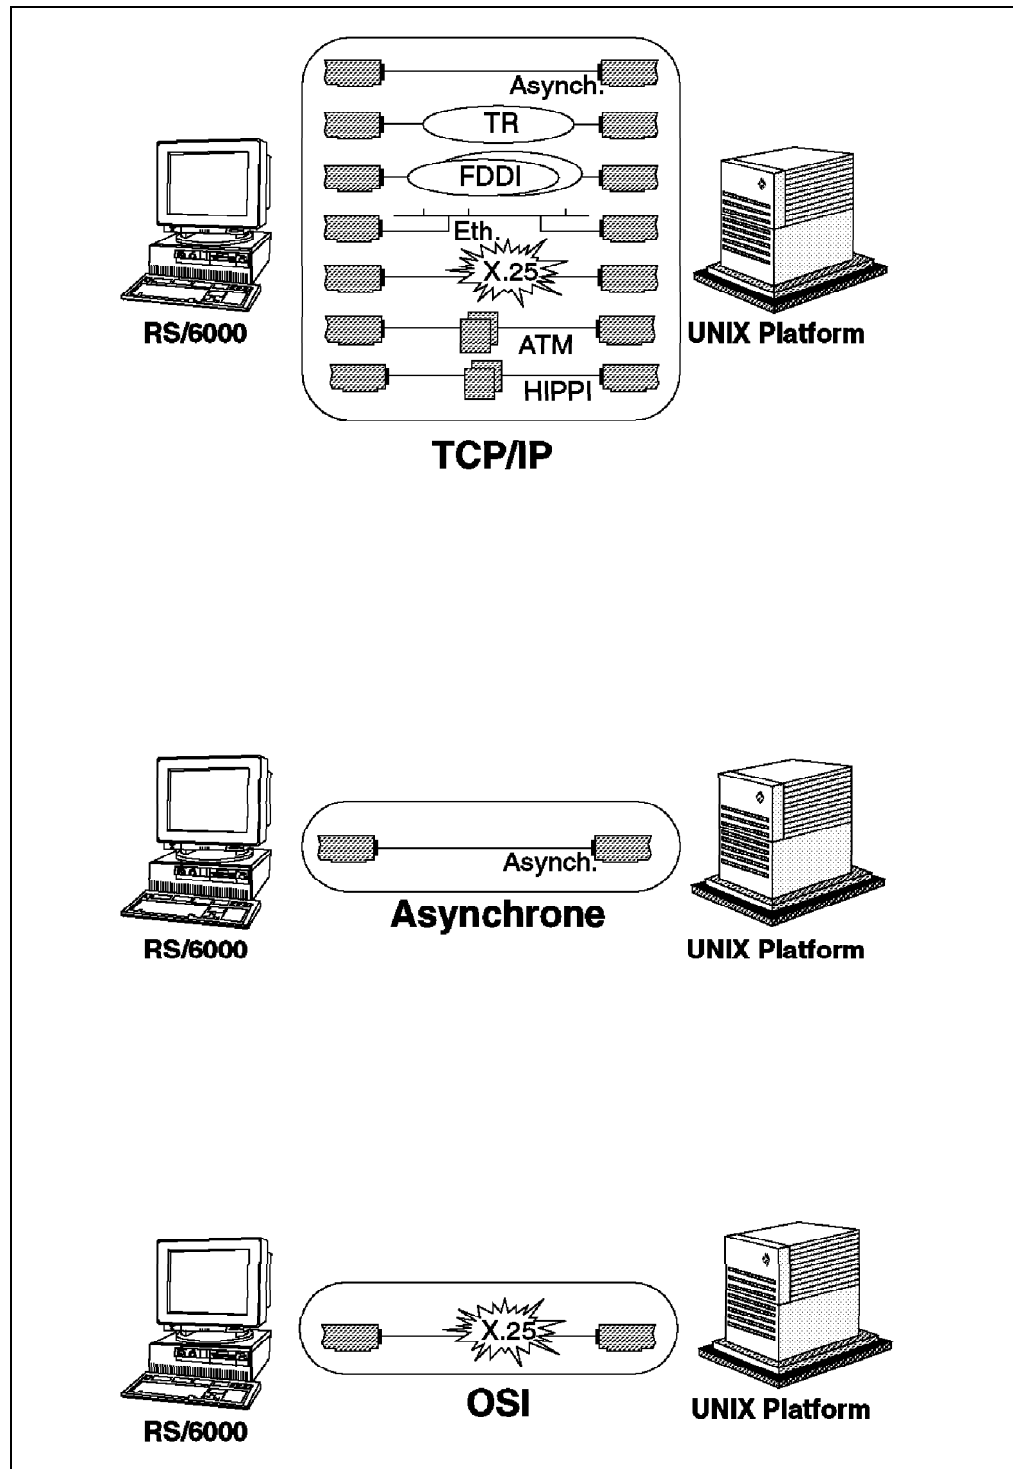 Asynch.
TR
FDDI
Eth.
X.25
ATM
HIPPI
RS/6000
UNIX Platform
TCP/IP
Asynch.
Asynchrone
RS/6000
UNIX Platform
X.25
OSI
RS/6000
UNIX Platform